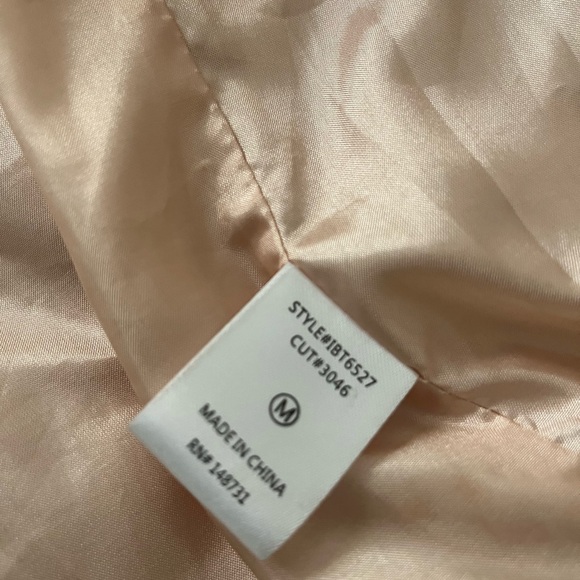 STYLE#IBT6527
CUT#3046
M
MADE IN CHINA
RN# 148731